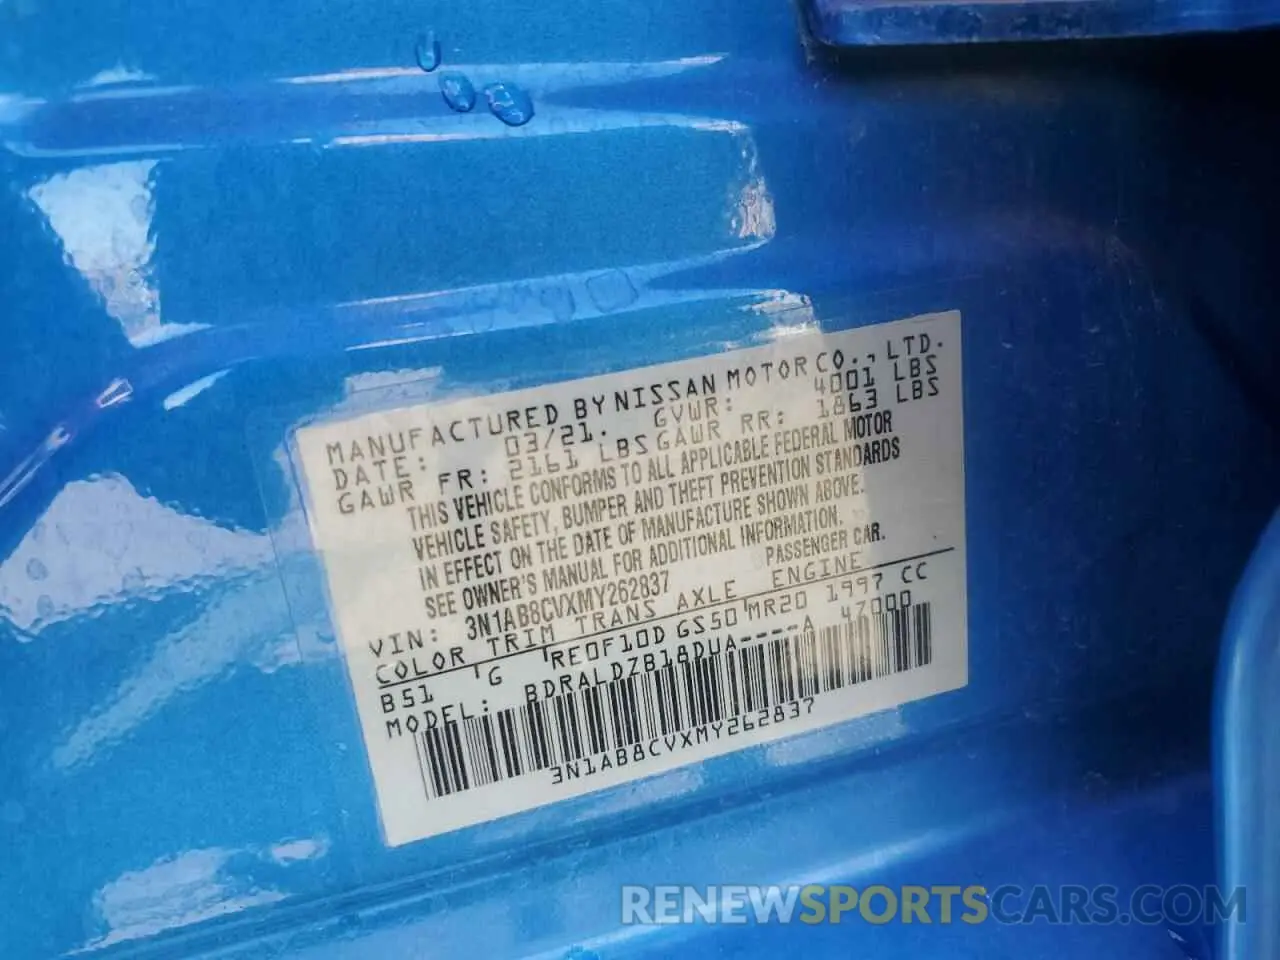 MANUFACTURED BY NISSAN MOTOR CO., LTD.
DATE: 03/21. GVWR: 4001 LBS
GAWR FR: 2161 LBS GAWR RR: 1863 LBS
THIS VEHICLE CONFORMS TO ALL APPLICABLE FEDERAL MOTOR
VEHICLE SAFETY, BUMPER AND THEFT PREVENTION STANDARDS
IN EFFECT ON THE DATE OF MANUFACTURE SHOWN ABOVE.
SEE OWNER'S MANUAL FOR ADDITIONAL INFORMATION.
VIN: 3N1AB8CVXMY262837 PASSENGER CAR.
COLOR TRIM TRANS AXLE ENGINE
B51 G RE0F10D GS50 MR20 1997 CC
MODEL: BDRALDZB18DUA----A 47000
3N1AB8CVXMY262837
RENEWSPORTSCARS.COM